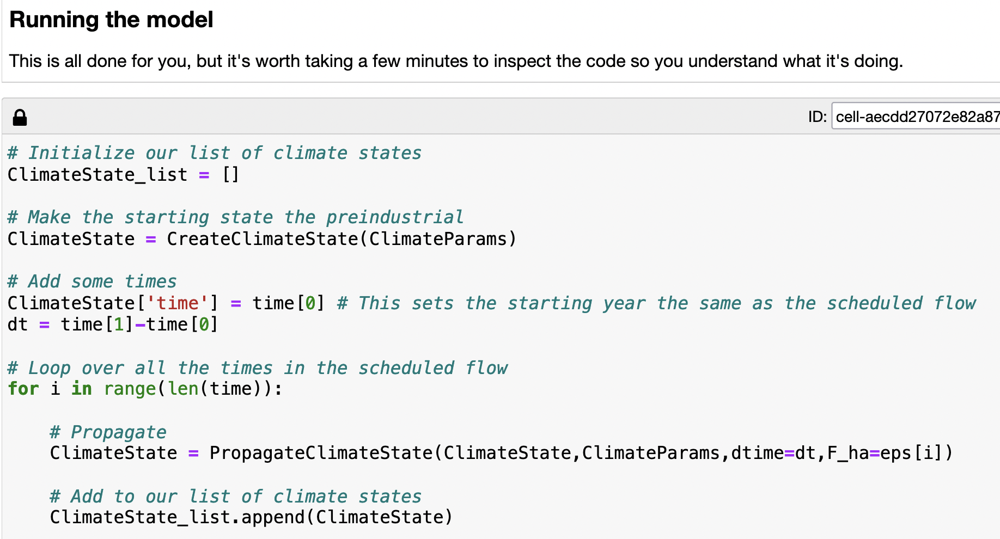 Running the model
This is all done for you, but it's worth taking a few minutes to inspect the code so you understand what it's doing.
ID: cell-aecdd27072e82a87
# Initialize our list of climate states
ClimateState_list = []
# Make the starting state the preindustrial
ClimateState = CreateClimateState(ClimateParams)
# Add some times
ClimateState['time'] = time[0] # This sets the starting year the same as the scheduled flow
dt = time[1]-time[0]
# Loop over all the times in the scheduled flow
for i in range(len(time)):
    # Propagate
    ClimateState = PropagateClimateState(ClimateState,ClimateParams,dtime=dt,F_ha=eps[i])
    # Add to our list of climate states
    ClimateState_list.append(ClimateState)